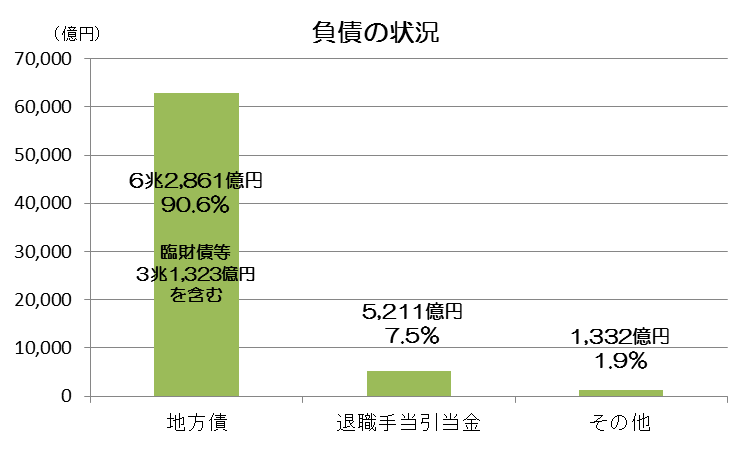 負債の状況
（億円）
70,000
60,000
50,000
40,000
30,000
20,000
10,000
0
6兆2,861億円
90.6%
臨財債等
3兆1,323億円
を含む
5,211億円
7.5%
1,332億円
1.9%
地方債
退職手当引当金
その他